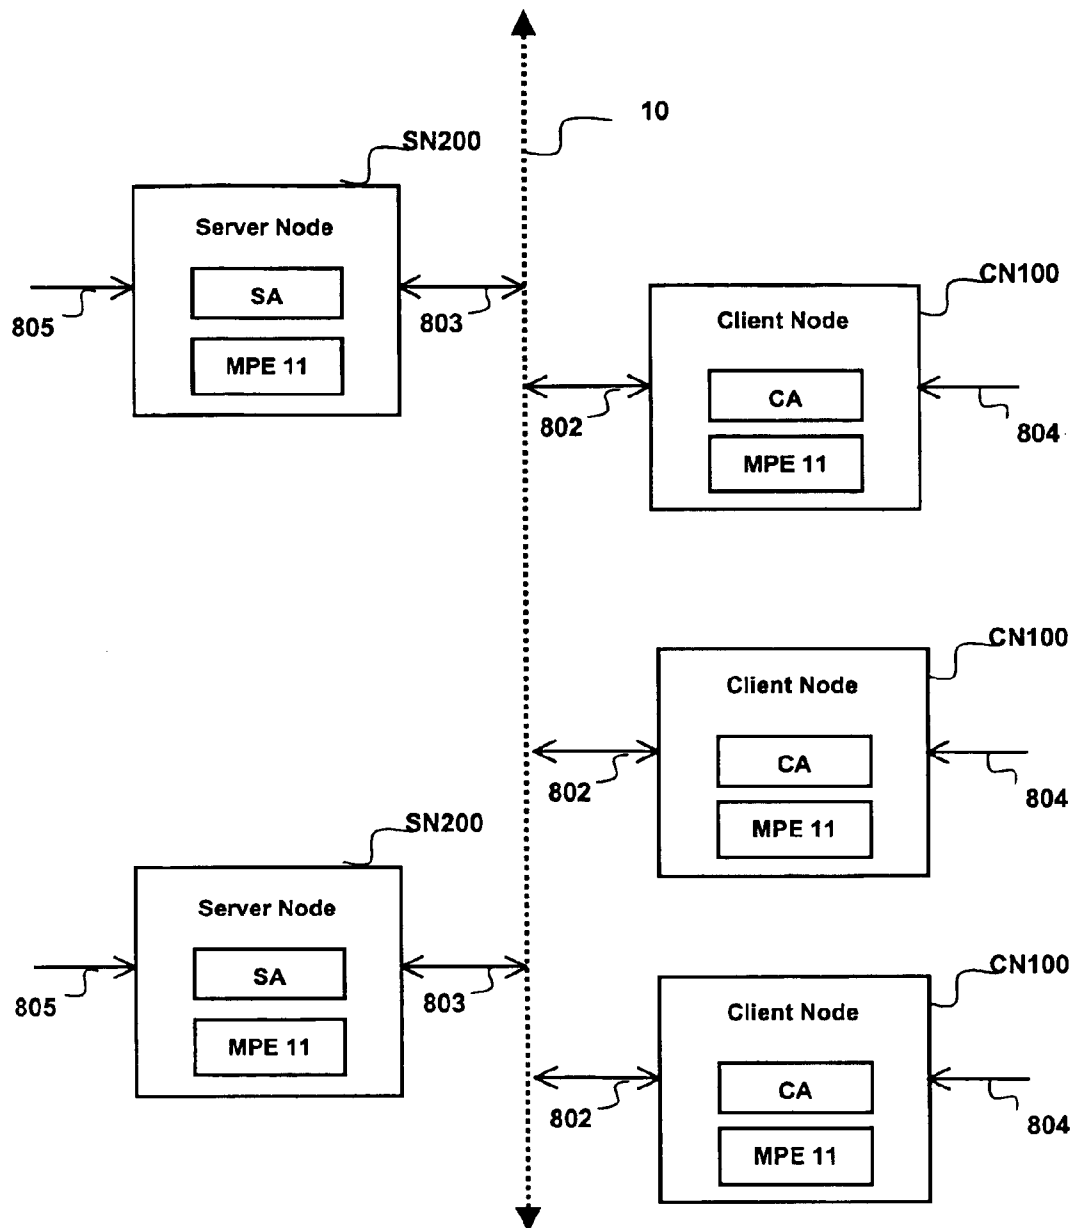 10
SN200
Server Node
SA
MPE 11
805
803
CN100
Client Node
CA
MPE 11
802
804
CN100
Client Node
CA
MPE 11
802
804
SN200
Server Node
SA
MPE 11
805
803
CN100
Client Node
CA
MPE 11
802
804